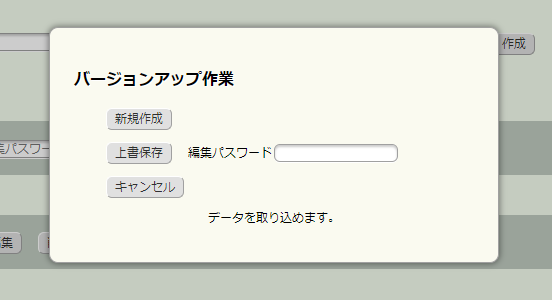 作成
バージョンアップ作業
新規作成
集パスワード
上書保存 編集パスワード
キャンセル
データを取り込めます。
集